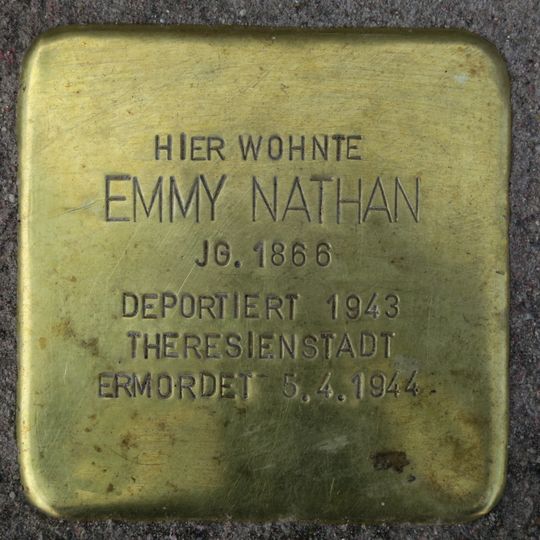 HIER WOHNTE
EMMY NATHAN
JG. 1866
DEPORTIERT 1943
THERESIENSTADT
ERMORDET 5.4.1944